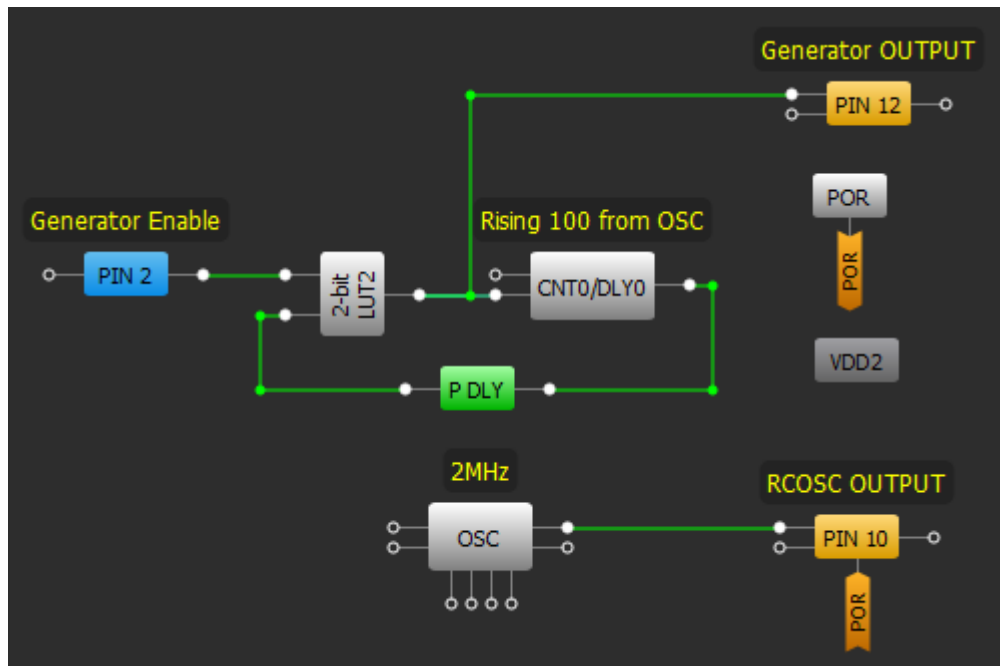 Generator OUTPUT
PIN 12
POR
POR
Generator Enable
Rising 100 from OSC
PIN 2
2-bit
LUT2
CNT0/DLY0
VDD2
P DLY
2MHz
RCOSC OUTPUT
OSC
PIN 10
POR